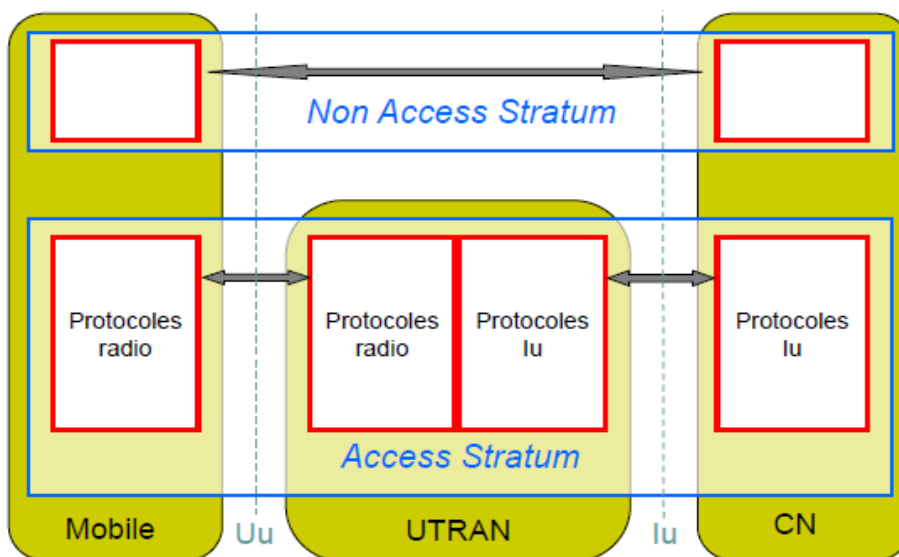 Non Access Stratum
Protocoles
radio
Protocoles
radio
Protocoles
Iu
Protocoles
Iu
Access Stratum
Mobile
Uu
UTRAN
Iu
CN